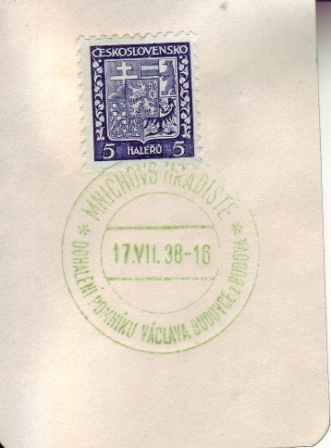 ČESKOSLOVENSKO
5 HALÉŘŮ 5
* MNICHOVO HRADIŠTĚ *
17.VII.38-16
ODHALENÍ POMNÍKU VÁCLAVA BUDOVCE z BUDOVA